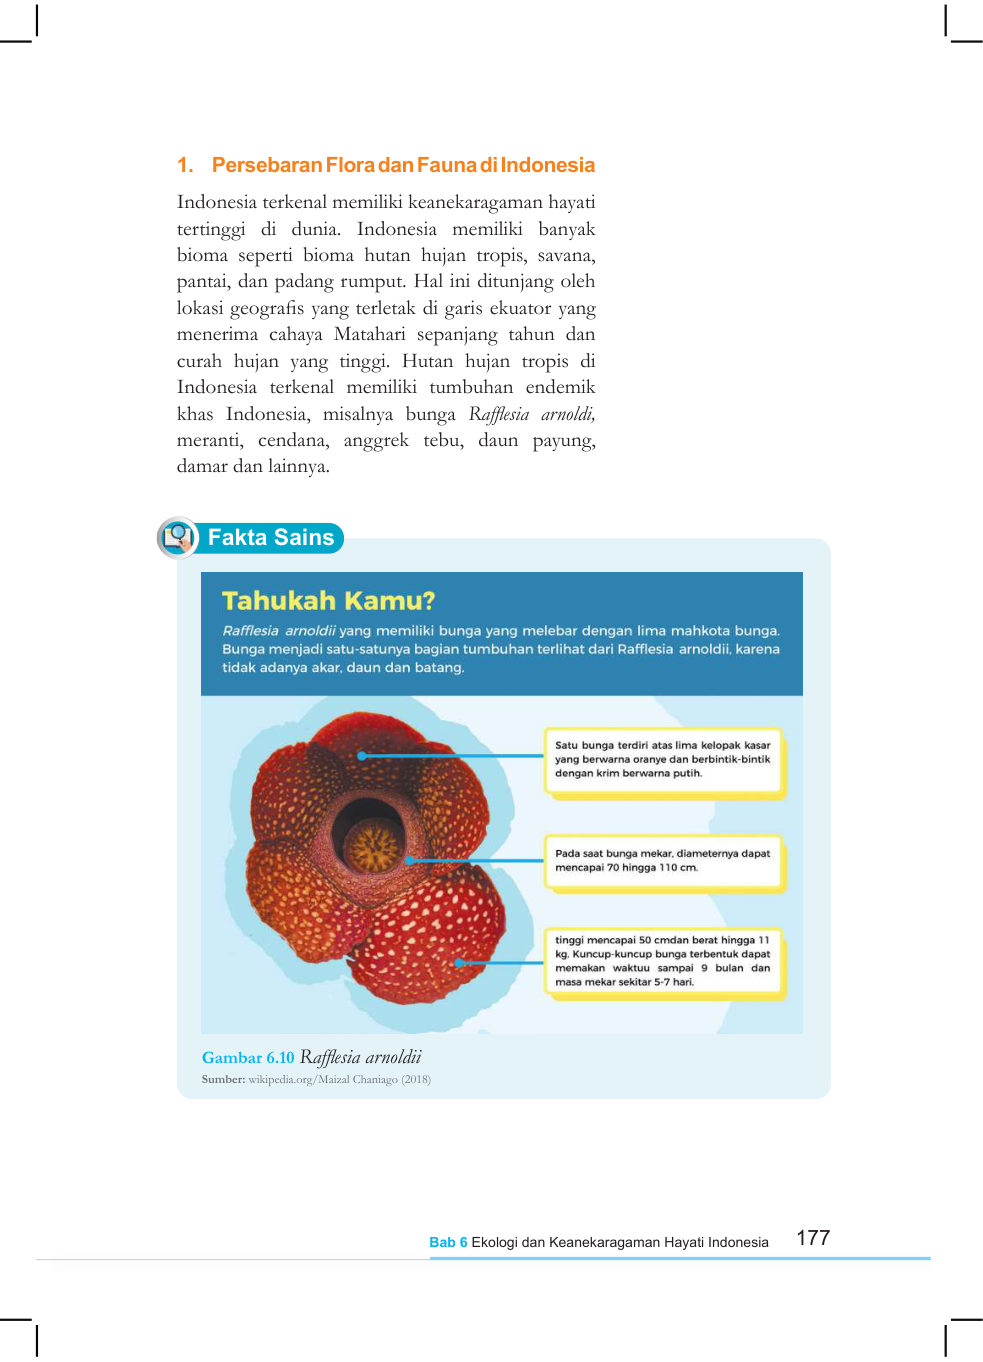 1. Persebaran Flora dan Fauna di Indonesia
Indonesia terkenal memiliki keanekaragaman hayati
tertinggi di dunia. Indonesia memiliki banyak
bioma seperti bioma hutan hujan tropis, savana,
pantai, dan padang rumput. Hal ini ditunjang oleh
lokasi geografis yang terletak di garis ekuator yang
menerima cahaya Matahari sepanjang tahun dan
curah hujan yang tinggi. Hutan hujan tropis di
Indonesia terkenal memiliki tumbuhan endemik
khas Indonesia, misalnya bunga Rafflesia arnoldi,
meranti, cendana, anggrek tebu, daun payung,
damar dan lainnya.
Fakta Sains
Tahukah Kamu?
Rafflesia arnoldii yang memiliki bunga yang melebar dengan lima mahkota bunga.
Bunga menjadi satu-satunya bagian tumbuhan terlihat dari Rafflesia arnoldii, karena
tidak adanya akar, daun dan batang.
Satu bunga terdiri atas lima kelopak kasar
yang berwarna oranye dan berbintik-bintik
dengan krim berwarna putih.
Pada saat bunga mekar, diameternya dapat
mencapai 70 hingga 110 cm.
tinggi mencapai 50 cmdan berat hingga 11
kg. Kuncup-kuncup bunga terbentuk dapat
memakan waktuu sampai 9 bulan dan
masa mekar sekitar 5-7 hari.
Gambar 6.10 Rafflesia arnoldii
Sumber: wikipedia.org/Maizal Chaniago (2018)
Bab 6 Ekologi dan Keanekaragaman Hayati Indonesia 177